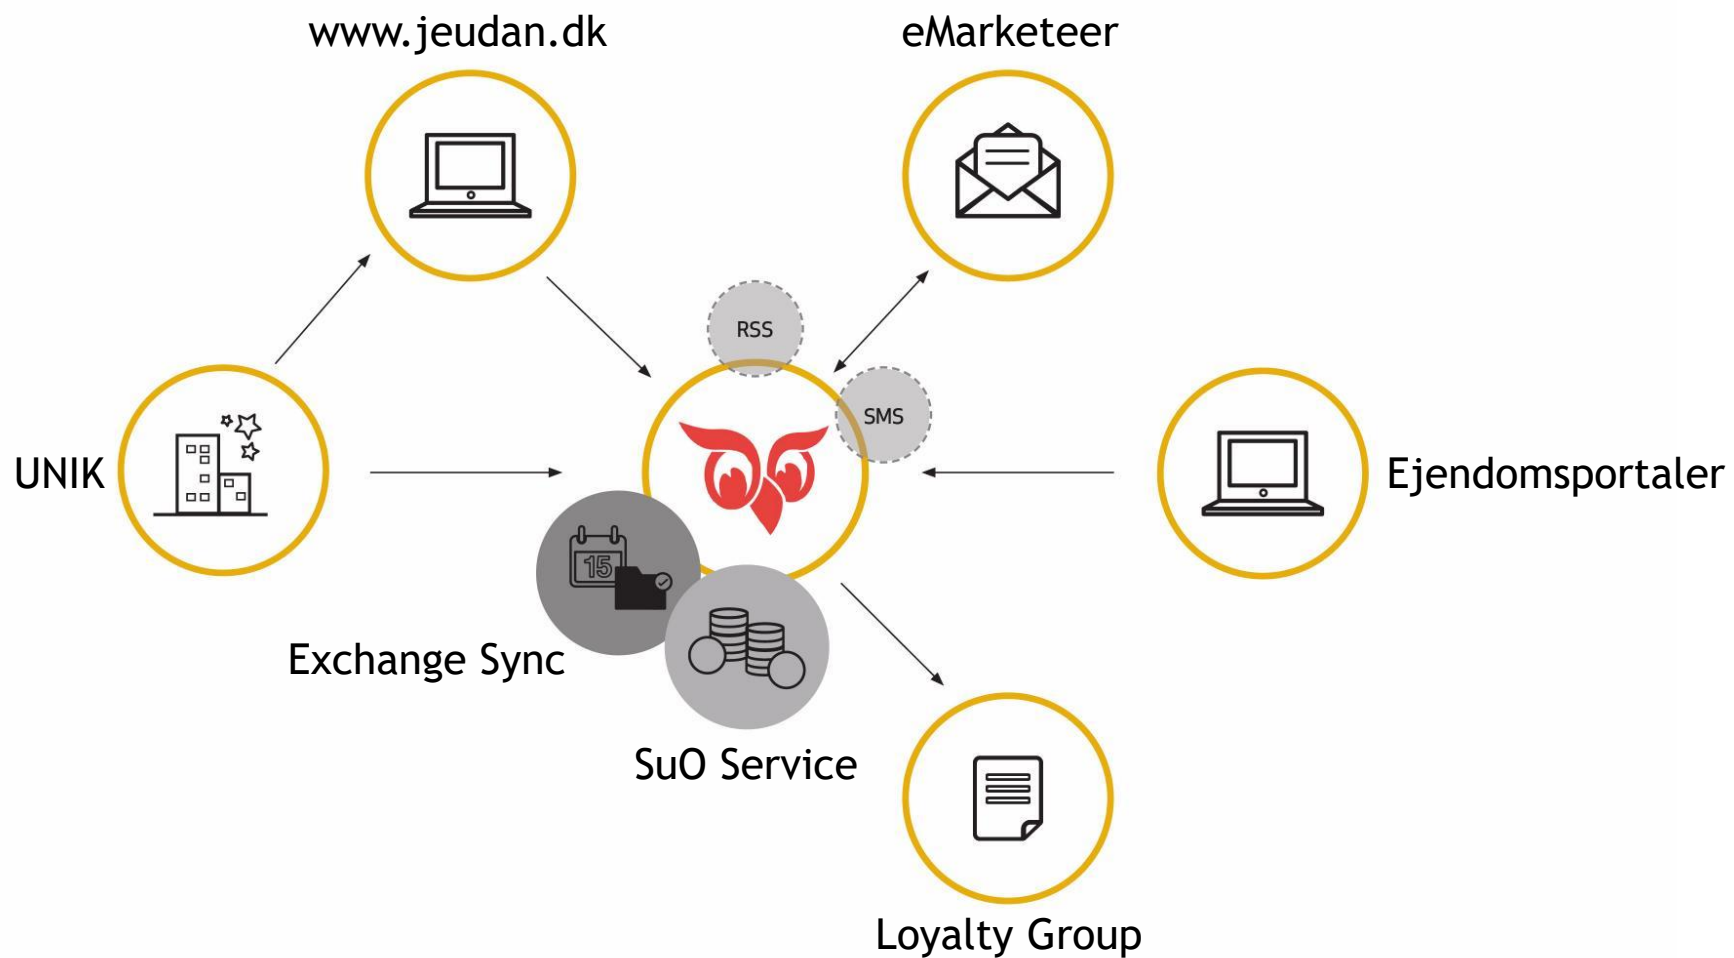 www.jeudan.dk
eMarketeer
RSS
SMS
UNIK
Ejendomsportaler
15
Exchange Sync
SuO Service
Loyalty Group